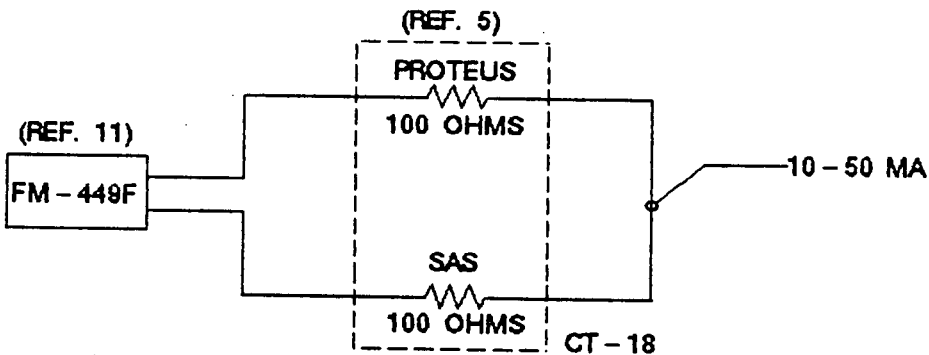 (REF. 5)
PROTEUS
100 OHMS
(REF. 11)
FM - 449F
10 - 50 MA
SAS
100 OHMS
CT - 18